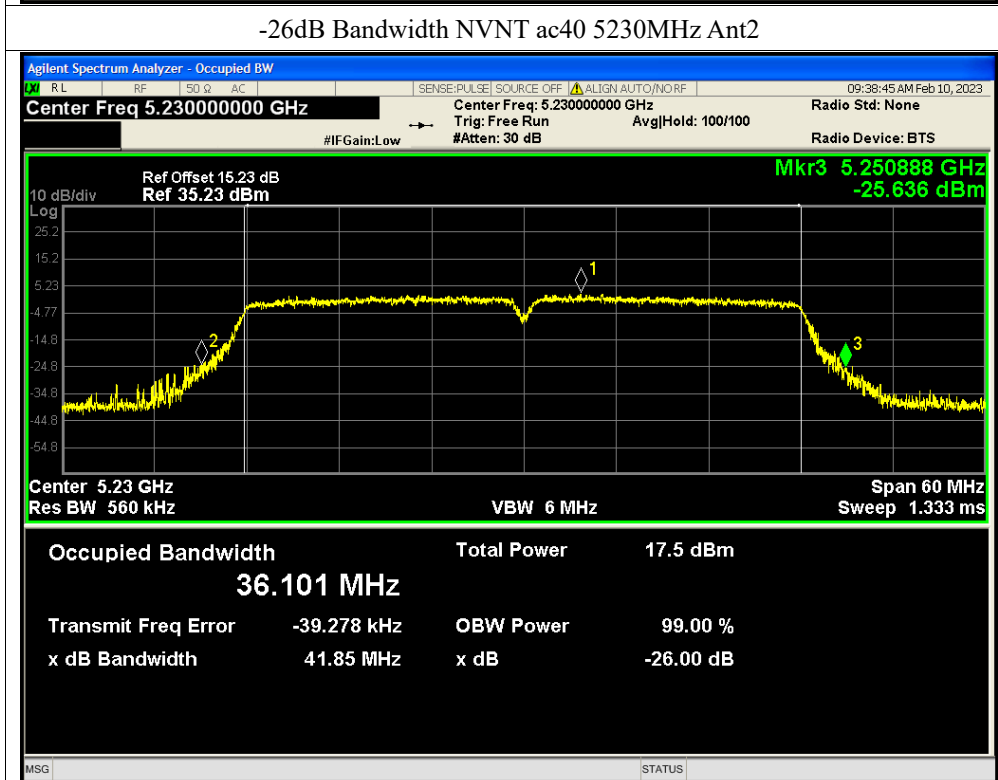 -26dB Bandwidth NVNT ac40 5230MHz Ant2
Agilent Spectrum Analyzer - Occupied BW
LXI RL RF 50 Ω AC SENSE:PULSE SOURCE OFF ALIGN AUTO/NO RF 09:38:45 AM Feb 10, 2023
Center Freq 5.230000000 GHz Center Freq: 5.230000000 GHz Radio Std: None
Trig: Free Run Avg|Hold: 100/100
#IFGain:Low #Atten: 30 dB Radio Device: BTS
Mkr3 5.250888 GHz
-25.636 dBm
Ref Offset 15.23 dB
10 dB/div Ref 35.23 dBm
Log
25.2
15.2
5.23
-4.77
-14.8
-24.8
-34.8
-44.8
-54.8
1
2
3
Center 5.23 GHz Span 60 MHz
Res BW 560 kHz VBW 6 MHz Sweep 1.333 ms
Occupied Bandwidth Total Power 17.5 dBm
36.101 MHz
Transmit Freq Error -39.278 kHz OBW Power 99.00 %
x dB Bandwidth 41.85 MHz x dB -26.00 dB
MSG STATUS